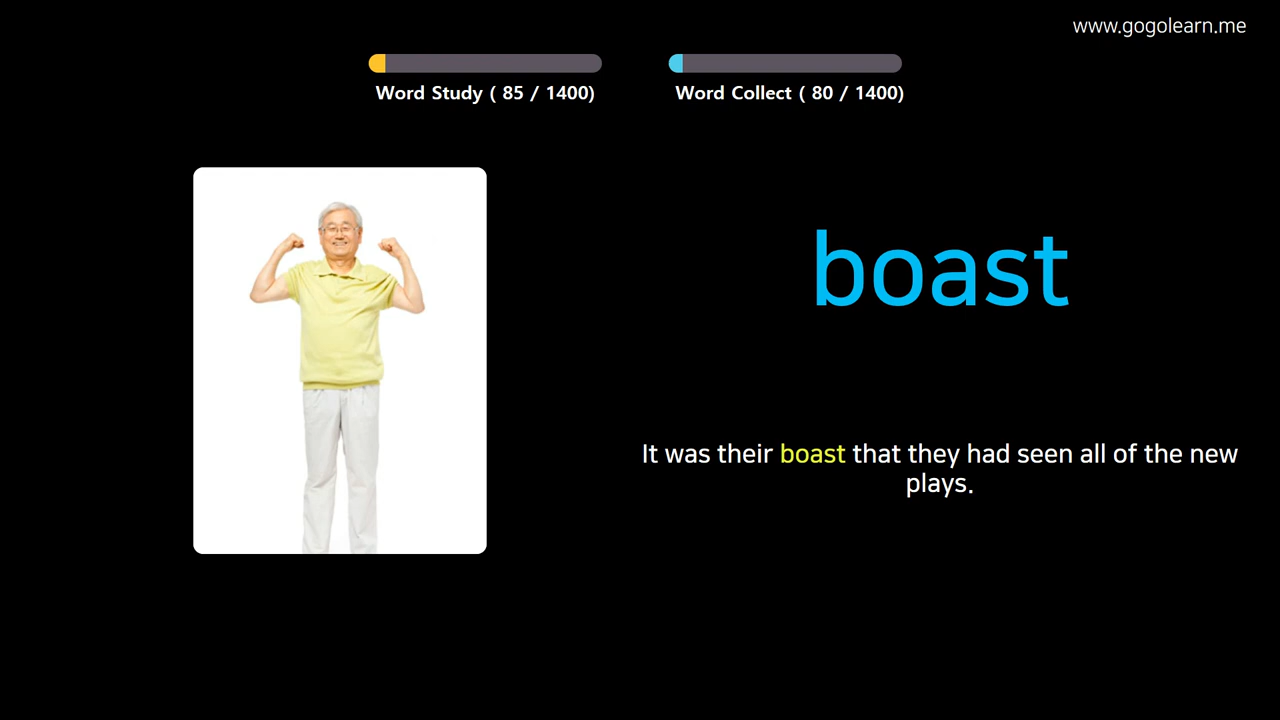 www.gogolearn.me
Word Study ( 85 / 1400)
Word Collect ( 80 / 1400)
boast
It was their boast that they had seen all of the new
plays.